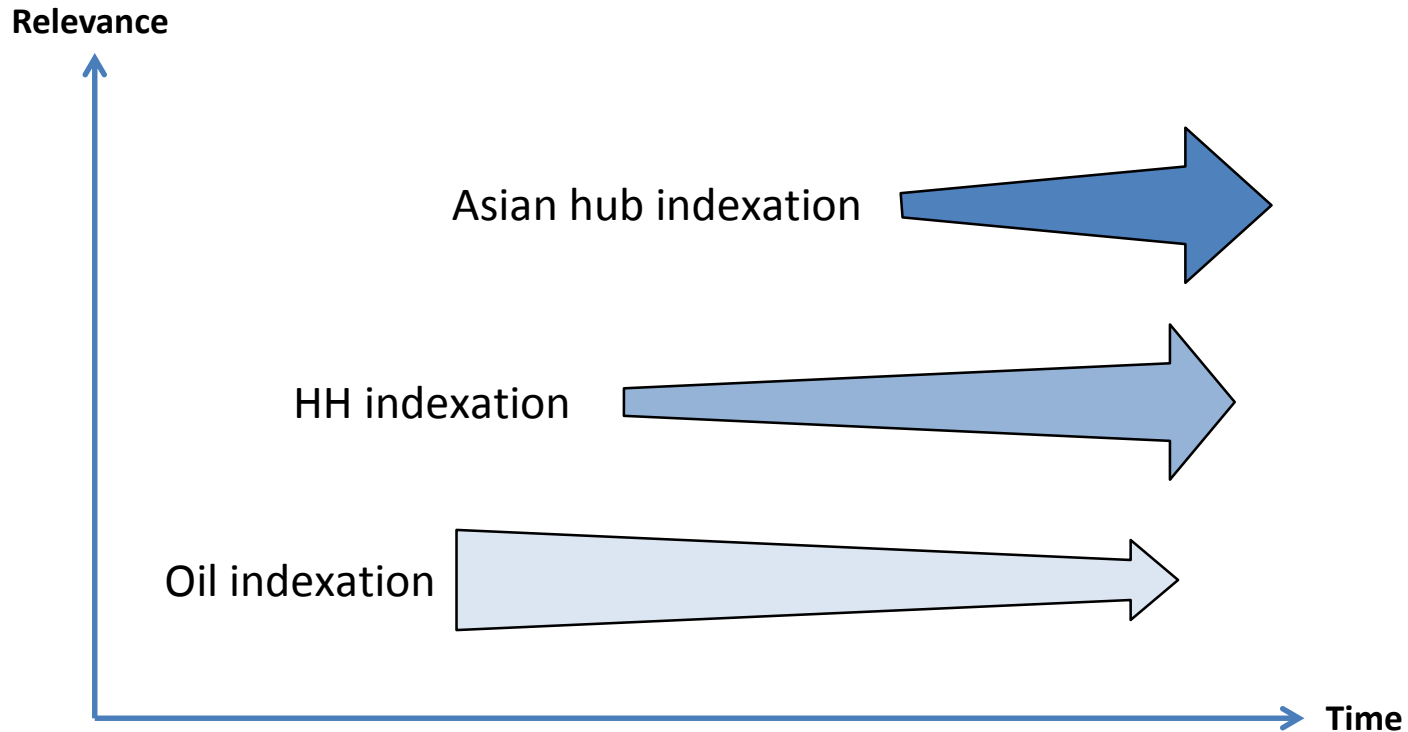 Relevance
Asian hub indexation
HH indexation
Oil indexation
Time